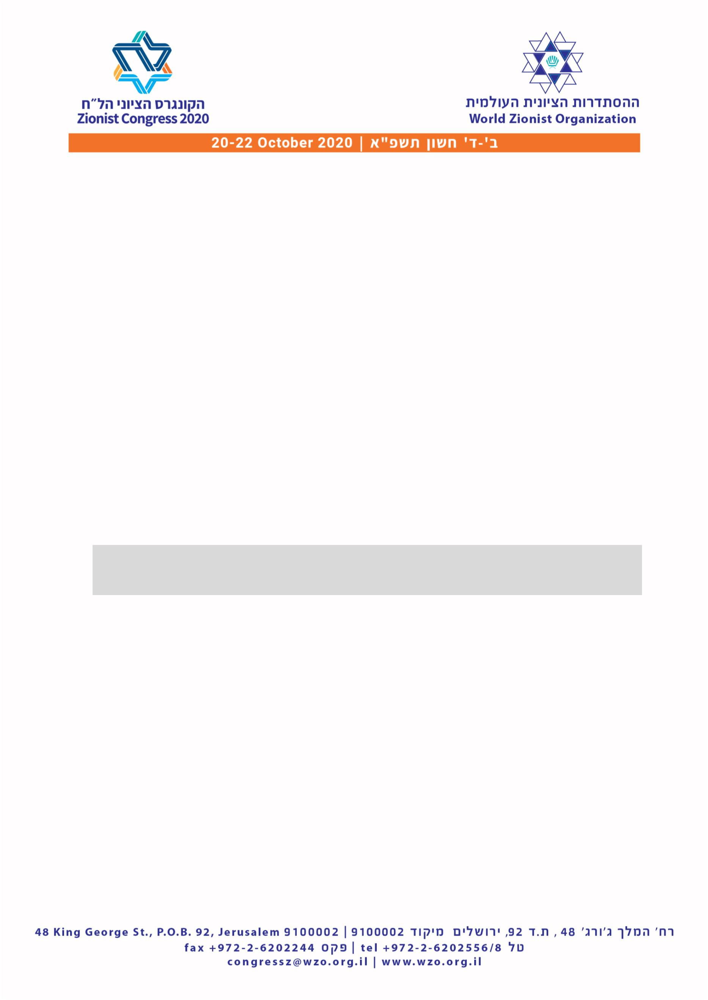 הקונגרס הציוני הל״ח
Zionist Congress 2020
ההסתדרות הציונית העולמית
World Zionist Organization
20-22 October 2020 | ב'-ד' חשון תשפ"א
48 King George St., P.O.B. 92, Jerusalem 9100002 | רח׳ המלך ג׳ורג׳ 48 , ת.ד 92, ירושלים מיקוד 9100002
fax +972-2-6202244 פקס | tel +972-2-6202556/8 טל
congressz@wzo.org.il | www.wzo.org.il